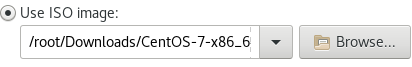 Use ISO image:
/root/Downloads/CentOS-7-x86_6
Browse...